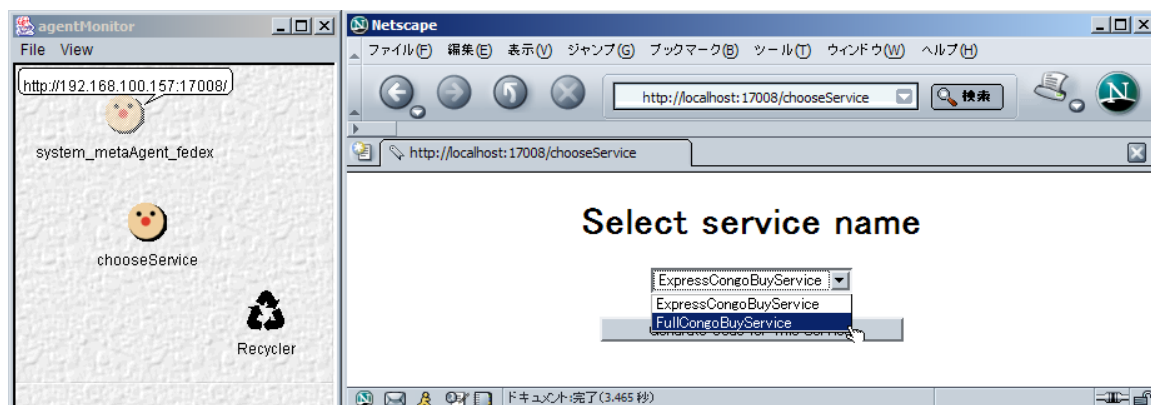 agentMonitor
File View
http://192.168.100.157:17008/
system_metaAgent_fedex
chooseService
Recycler
Netscape
ファイル(F) 編集(E) 表示(V) ジャンプ(G) ブックマーク(B) ツール(T) ウィンドウ(W) ヘルプ(H)
http://localhost:17008/chooseService 検索
http://localhost:17008/chooseService
Select service name
ExpressCongoBuyService
ExpressCongoBuyService
FullCongoBuyService
ドキュメント:完了(3.465 秒)